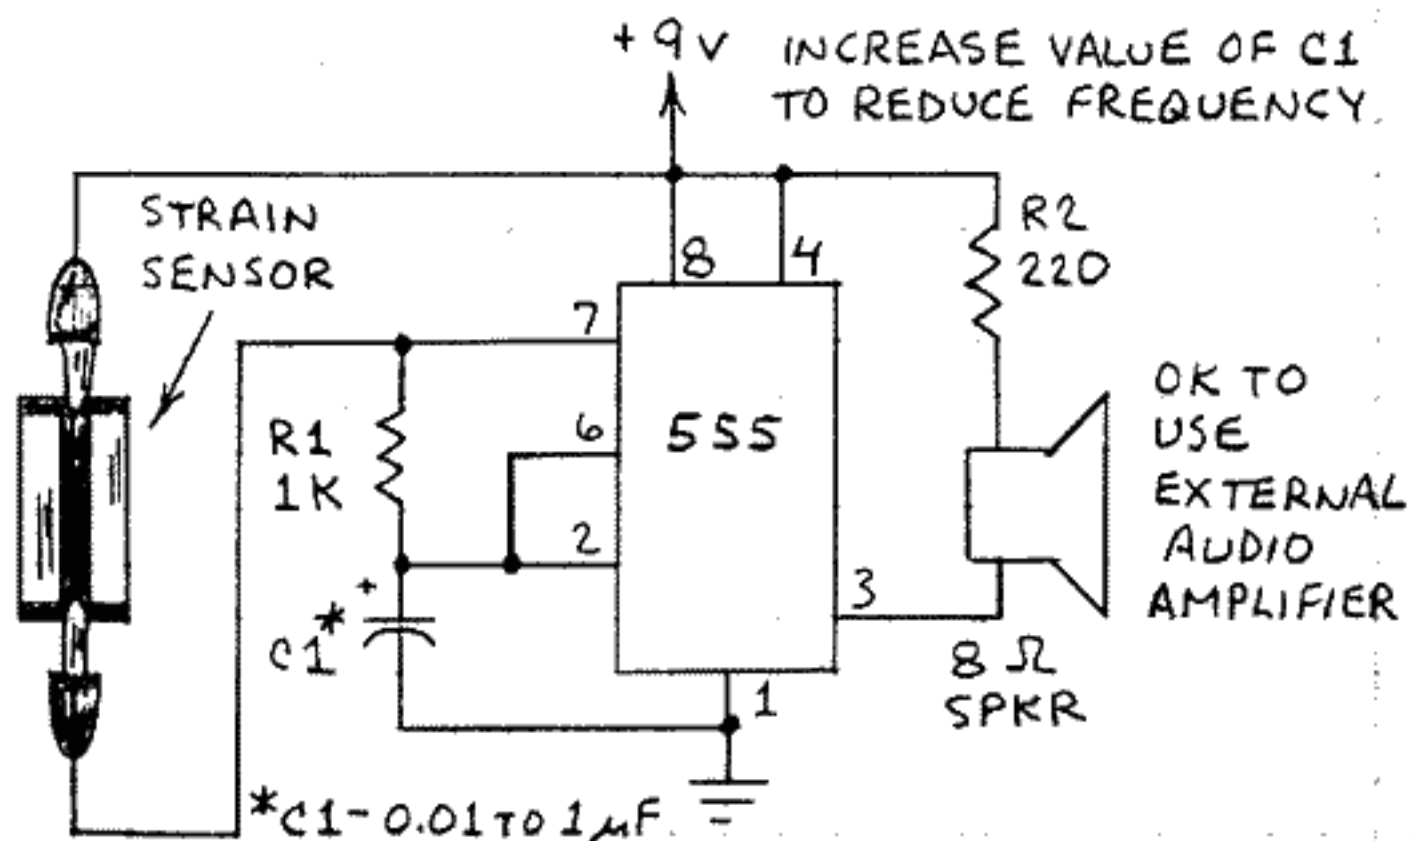 +9V INCREASE VALUE OF C1
TO REDUCE FREQUENCY
STRAIN
SENSOR
8
4
R2
220
7
6
555
2
R1
1K
+
C1*
3
1
OK TO
USE
EXTERNAL
AUDIO
AMPLIFIER
8 Ω
SPKR
*C1-0.01 TO 1μF